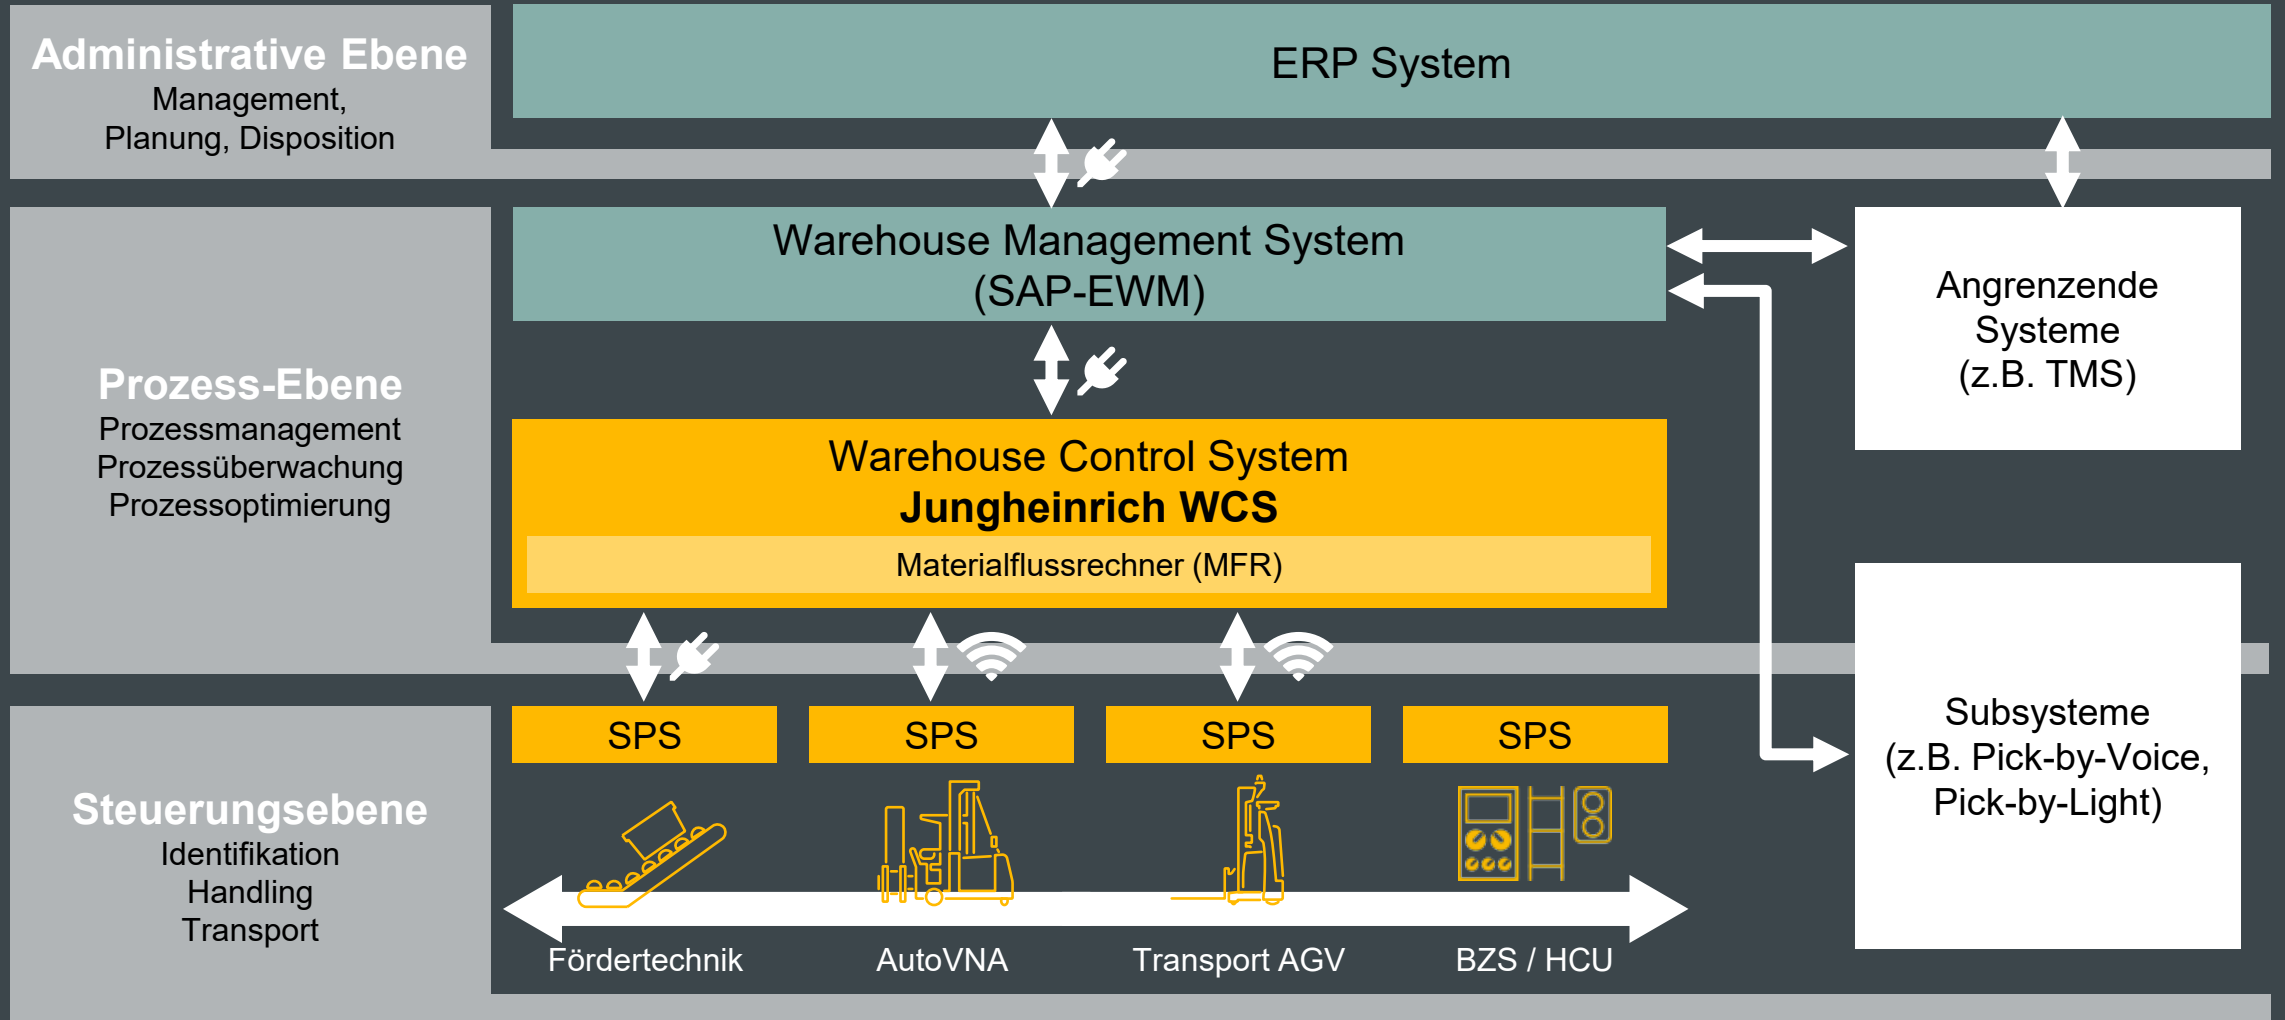 Administrative Ebene
Management,
Planung, Disposition
ERP System
Prozess-Ebene
Prozessmanagement
Prozessüberwachung
Prozessoptimierung
Warehouse Management System
(SAP-EWM)
Warehouse Control System
Jungheinrich WCS
Materialflussrechner (MFR)
Angrenzende
Systeme
(z.B. TMS)
Subsysteme
(z.B. Pick-by-Voice,
Pick-by-Light)
Steuerungsebene
Identifikation
Handling
Transport
SPS
SPS
SPS
SPS
Fördertechnik
AutoVNA
Transport AGV
BZS / HCU